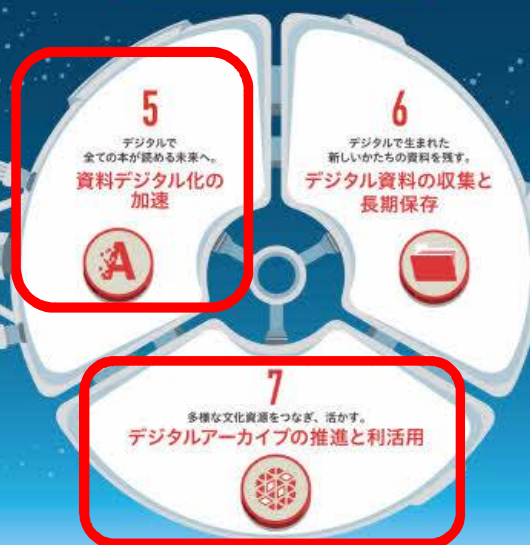 5
デジタルで
全ての本が読める未来へ。
資料デジタル化の
加速
A
6
デジタルで生まれた
新しいかたちの資料を残す。
デジタル資料の収集と
長期保存
7
多様な文化資源をつなぎ、活かす。
デジタルアーカイブの推進と利活用